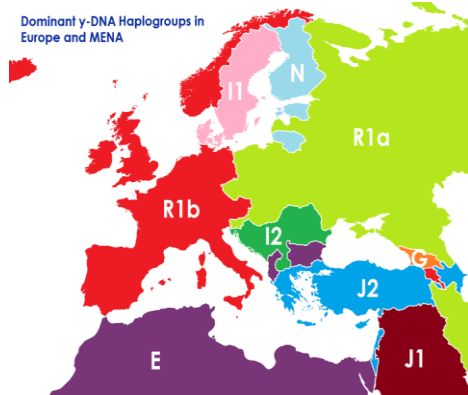 Dominant y-DNA Haplogroups in
Europe and MENA
N
I1
R1a
R1b
I2
G
J2
J1
E